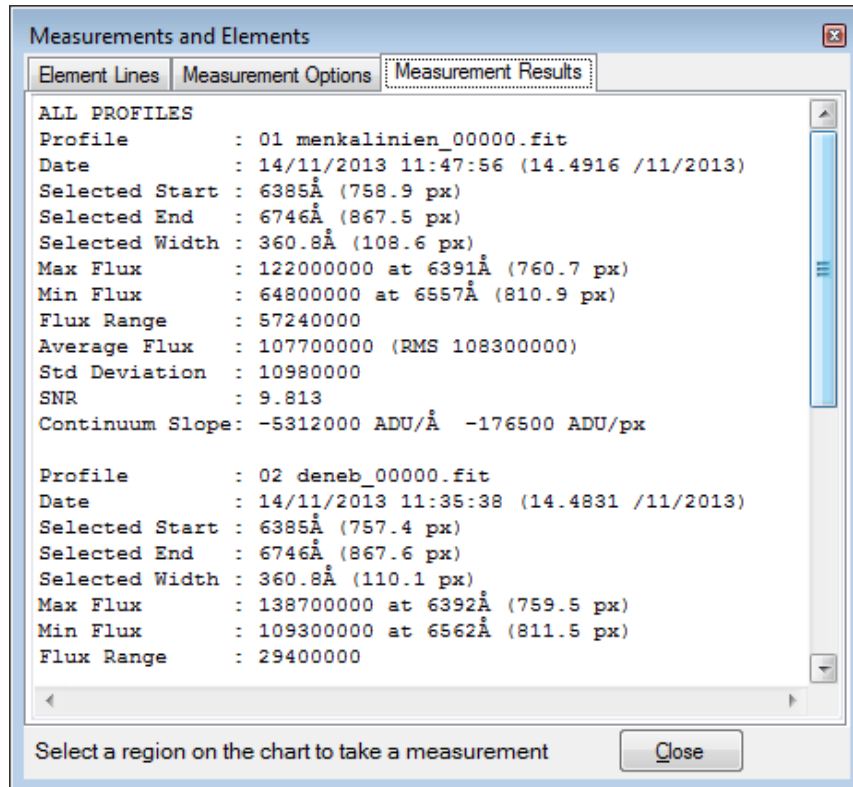 Measurements and Elements
Element Lines Measurement Options Measurement Results
ALL PROFILES
Profile : 01 menkalinien_00000.fit
Date : 14/11/2013 11:47:56 (14.4916 /11/2013)
Selected Start : 6385Å (758.9 px)
Selected End : 6746Å (867.5 px)
Selected Width : 360.8Å (108.6 px)
Max Flux : 122000000 at 6391Å (760.7 px)
Min Flux : 64800000 at 6557Å (810.9 px)
Flux Range : 57240000
Average Flux : 107700000 (RMS 108300000)
Std Deviation : 10980000
SNR : 9.813
Continuum Slope: -5312000 ADU/Å -176500 ADU/px
Profile : 02 deneb_00000.fit
Date : 14/11/2013 11:35:38 (14.4831 /11/2013)
Selected Start : 6385Å (757.4 px)
Selected End : 6746Å (867.6 px)
Selected Width : 360.8Å (110.1 px)
Max Flux : 138700000 at 6392Å (759.5 px)
Min Flux : 109300000 at 6562Å (811.5 px)
Flux Range : 29400000
Select a region on the chart to take a measurement Close